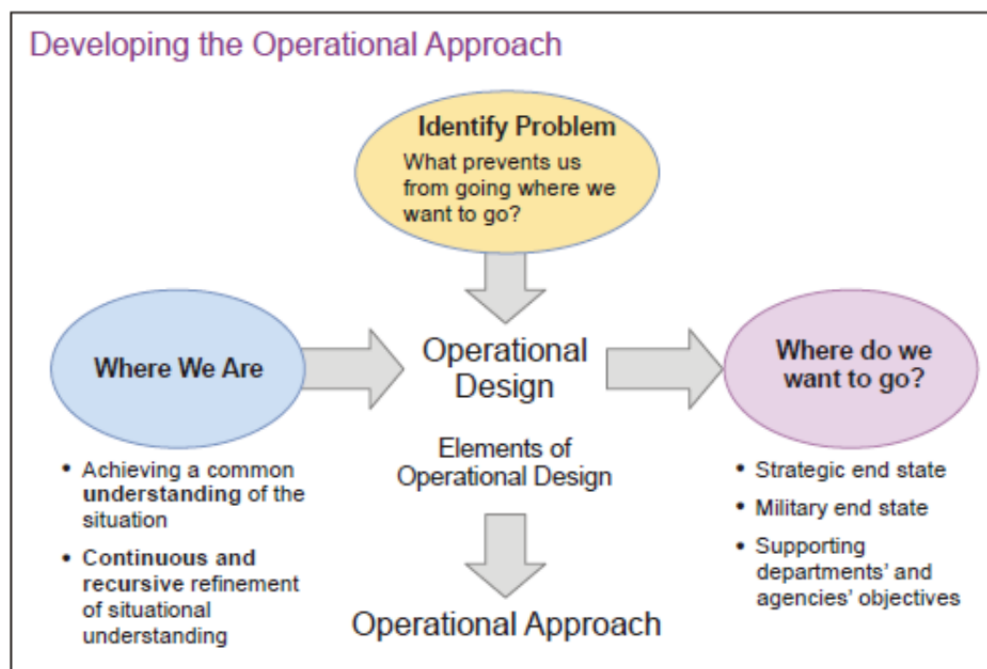 Developing the Operational Approach
Identify Problem
What prevents us
from going where we
want to go?
Where We Are
Operational
Design
Where do we
want to go?
• Achieving a common
understanding of the
situation
• Continuous and
recursive refinement
of situational
understanding
Elements of
Operational Design
Operational Approach
• Strategic end state
• Military end state
• Supporting
departments' and
agencies' objectives